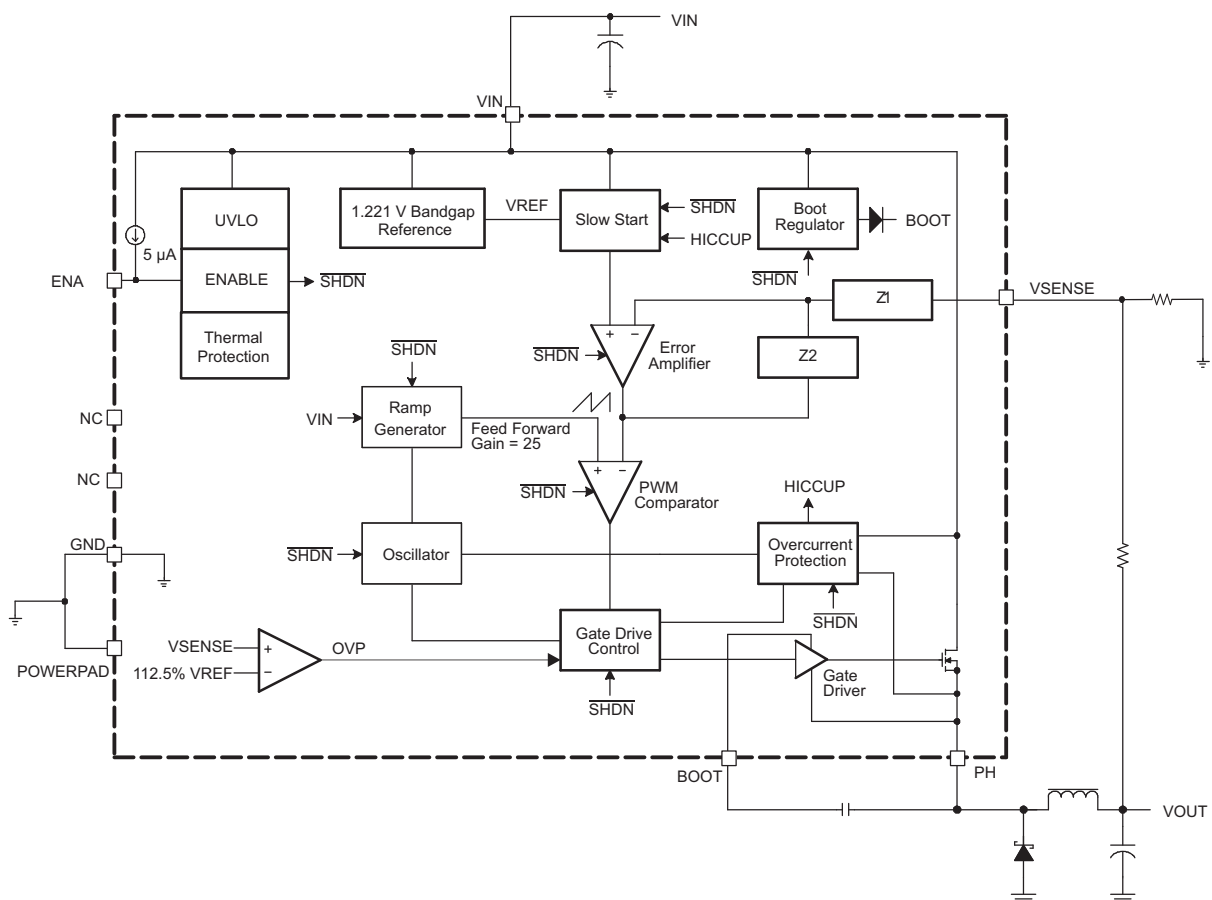 VIN
VIN
UVLO
1.221 V Bandgap
Reference
VREF
Slow Start
SHDN
HICCUP
Boot
Regulator
BOOT
SHDN
5 µA
ENA
ENABLE
SHDN
Thermal
Protection
Z1
VSENSE
Z2
+ −
SHDN
Error
Amplifier
SHDN
VIN
Ramp
Generator
Feed Forward
Gain = 25
NC
NC
+ −
SHDN
PWM
Comparator
HICCUP
GND
SHDN
Oscillator
Overcurrent
Protection
SHDN
POWERPAD
VSENSE
+
112.5% VREF
−
OVP
Gate Drive
Control
SHDN
Gate
Driver
BOOT
PH
VOUT